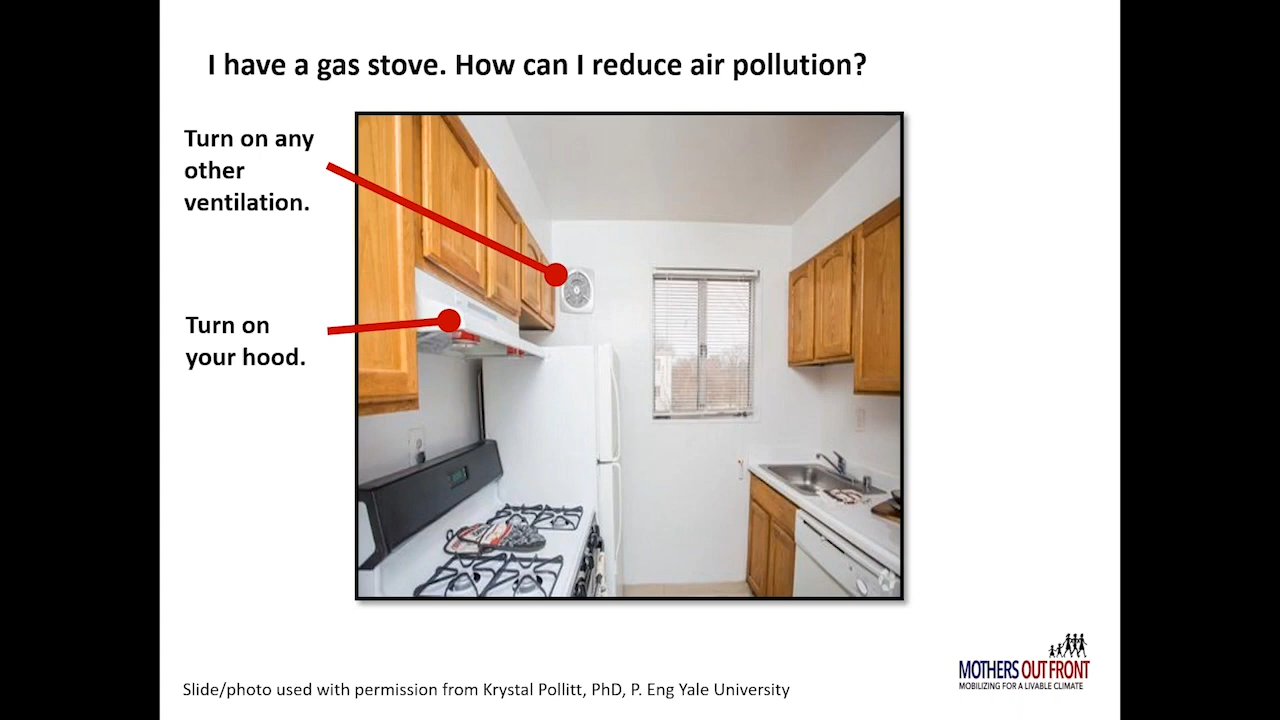 I have a gas stove. How can I reduce air pollution?
Turn on any
other
ventilation.
Turn on
your hood.
Slide/photo used with permission from Krystal Pollitt, PhD, P. Eng Yale University
MOTHERS OUT FRONT
MOBILIZING FOR A LIVABLE CLIMATE